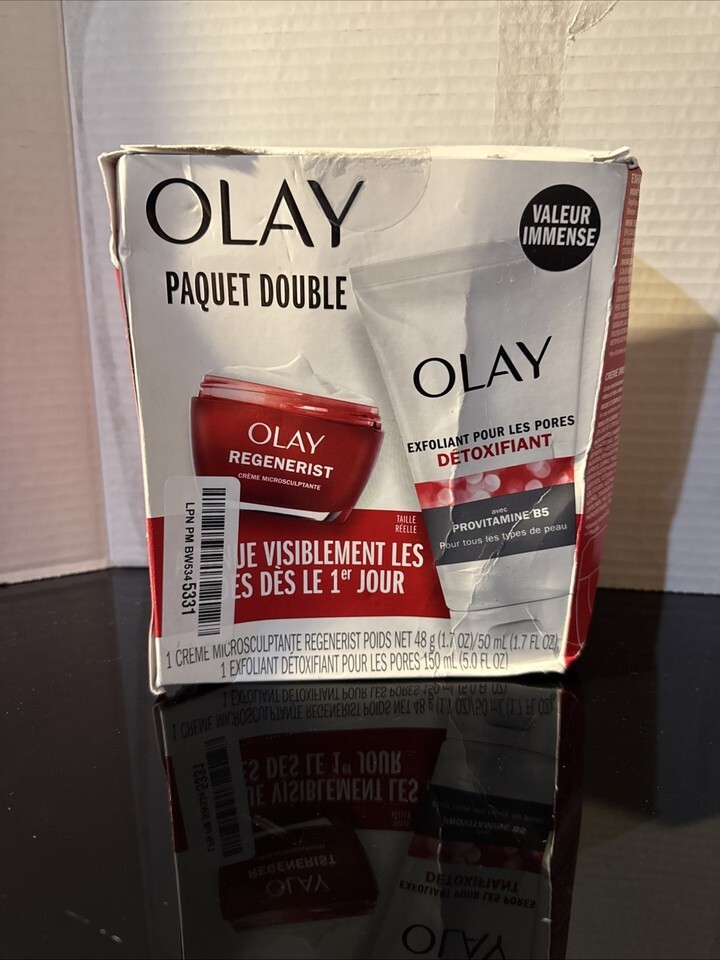 OLAY
PAQUET DOUBLE
VALEUR
IMMENSE
OLAY
EXFOLIANT POUR LES PORES
DÉTOXIFIANT
avec
PROVITAMINE B5
Pour tous les types de peau
OLAY
REGENERIST
CRÈME MICROSCULPTANTE
TAILLE
RÉELLE
UE VISIBLEMENT LES
ES DÈS LE 1er JOUR
LPN PM BW5345331
1 CRÈME MICROSCULPTANTE REGENERIST POIDS NET 48 g (1.7 OZ)/50 mL (1.7 FL OZ),
1 EXFOLIANT DÉTOXIFIANT POUR LES PORES 150 mL (5.0 FL OZ)